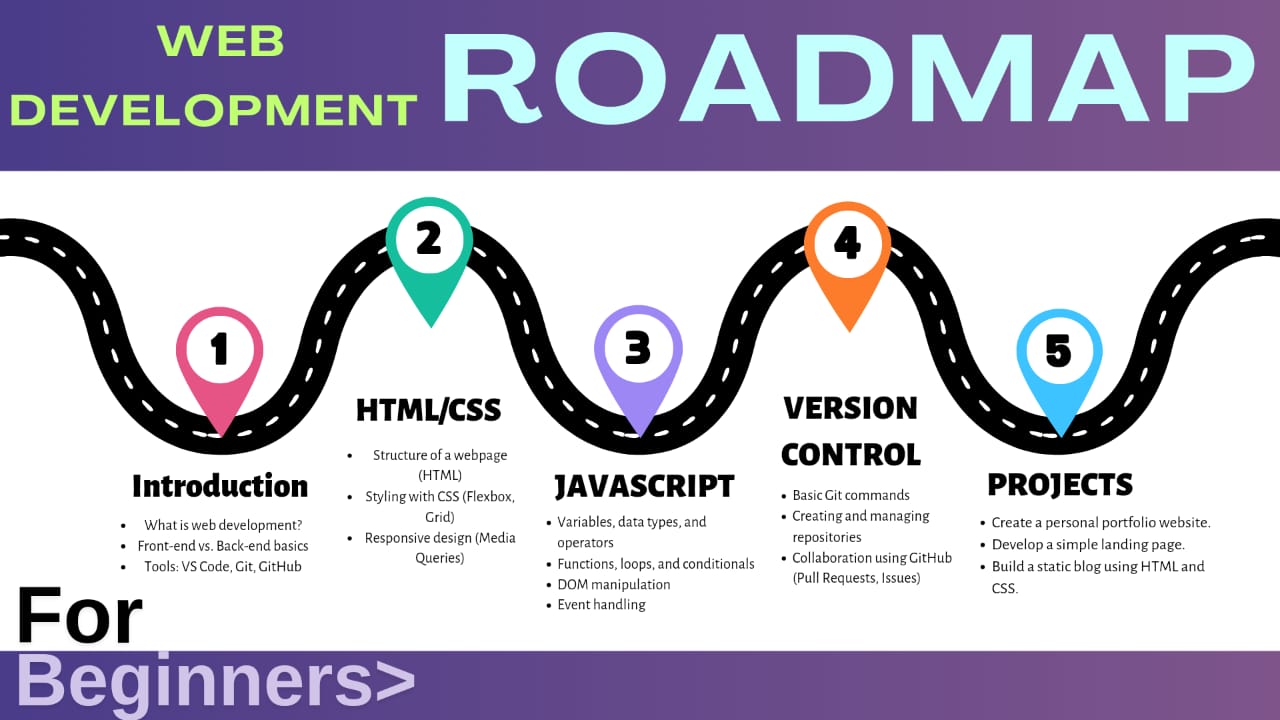 WEB
DEVELOPMENT
ROADMAP
1
Introduction
• What is web development?
• Front-end vs. Back-end basics
• Tools: VS Code, Git, GitHub
2
HTML/CSS
• Structure of a webpage
(HTML)
• Styling with CSS (Flexbox,
Grid)
• Responsive design (Media
Queries)
3
JAVASCRIPT
• Variables, data types, and
operators
• Functions, loops, and conditionals
• DOM manipulation
• Event handling
4
VERSION
CONTROL
• Basic Git commands
• Creating and managing
repositories
• Collaboration using GitHub
(Pull Requests, Issues)
5
PROJECTS
• Create a personal portfolio website.
• Develop a simple landing page.
• Build a static blog using HTML and
CSS.
For
Beginners>